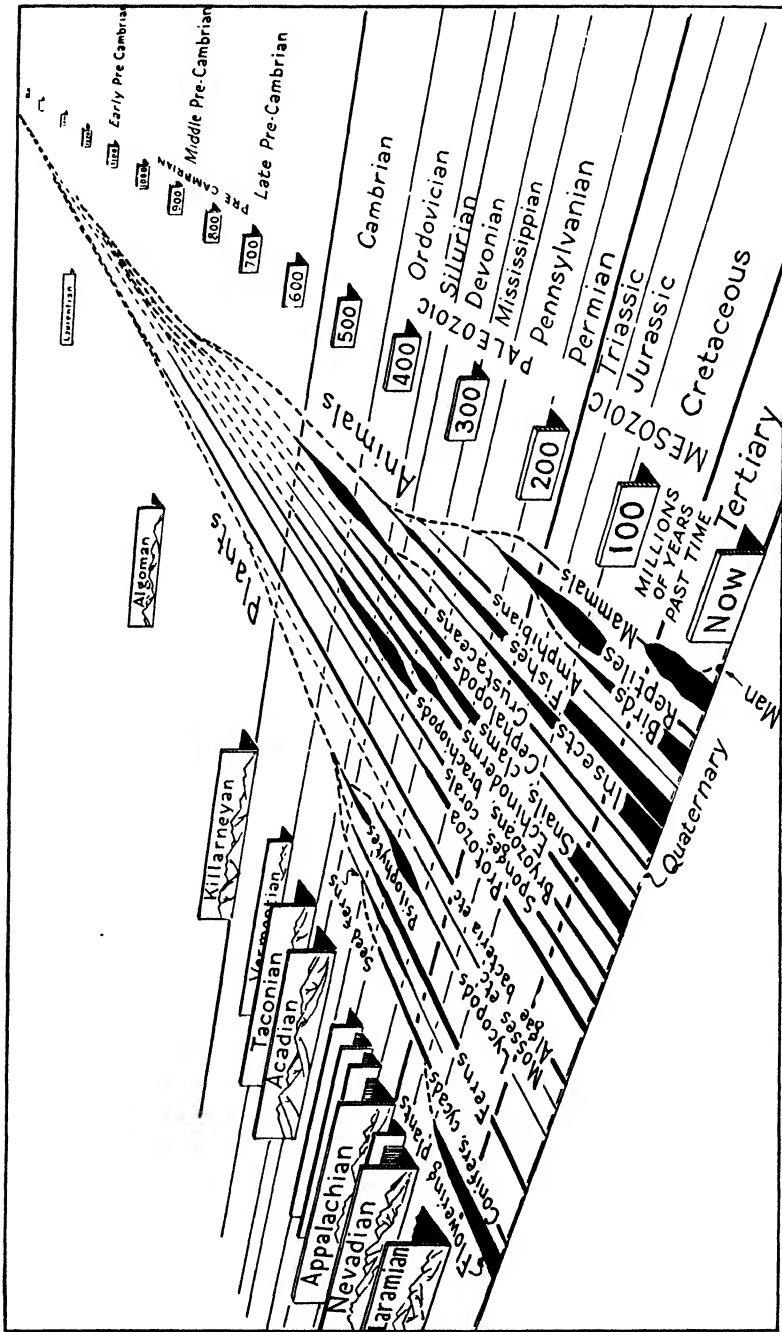 Early Pre Cambrian
Middle Pre-Cambrian
PRE CAMBRIAN
Late Pre-Cambrian
900
800
700
600
500
400
300
200
100
NOW
MILLIONS
OF YEARS
PAST TIME
Cambrian
Ordovician
Silurian
Devonian
Mississippian
PALEOZOIC
Pennsylvanian
Permian
Triassic
MESOZOIC
Jurassic
Cretaceous
Tertiary
Quaternary
Laurentian
Algoman
Killarneyan
Taconian
Acadian
Appalachian
Nevadian
Laramian
Plants
Animals
Seed Ferns
Psilophytes
Flowering plants
Conifers, cycads
Ferns
Lycopods
Mosses etc
Algae bacteria etc
Protozoa
Sponges, corals
Bryozoans, brachiopods
Echinoderms
Snails, clams
Cephalopods
Crustaceans
Insects
Fishes
Amphibians
Birds
Reptiles
Mammals
Man